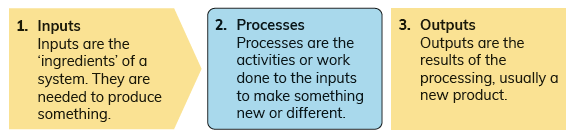 1. Inputs
Inputs are the
‘ingredients’ of a
system. They are
needed to produce
something.
2. Processes
Processes are the
activities or work
done to the inputs
to make something
new or different.
3. Outputs
Outputs are the
results of the
processing, usually a
new product.